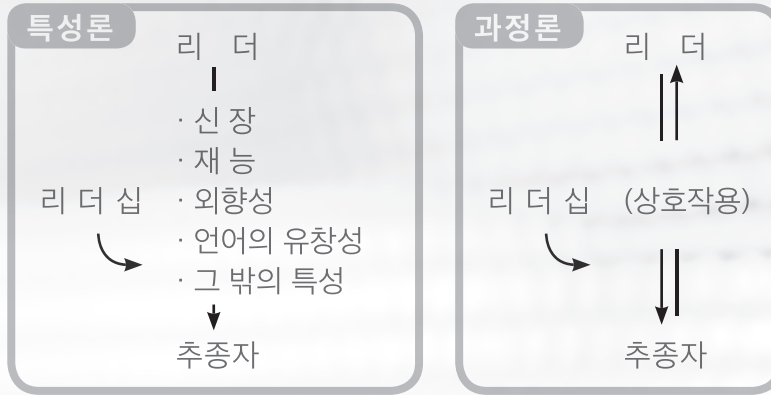 특성론
리 더
· 신 장
· 재 능
리 더 십 · 외향성
· 언어의 유창성
· 그 밖의 특성
추종자
과정론
리 더
리 더 십 (상호작용)
추종자